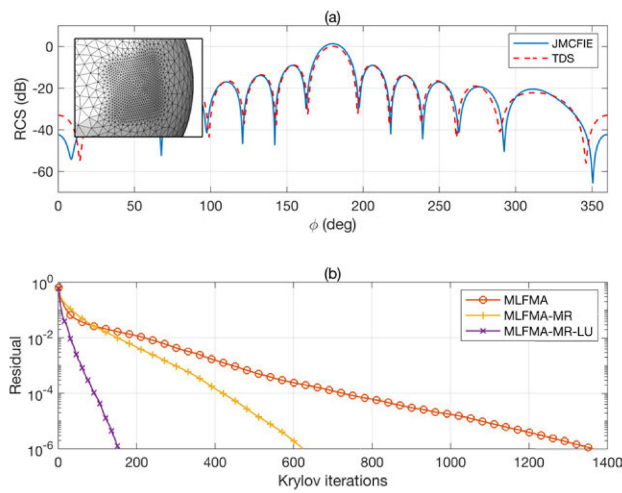 (a)
RCS (dB)
0
-20
-40
-60
JMCFIE
TDS
0
50
100
150
200
250
300
350
ϕ (deg)
(b)
Residual
10^0
10^-2
10^-4
10^-6
MLFMA
MLFMA-MR
MLFMA-MR-LU
0
200
400
600
800
1000
1200
1400
Krylov iterations